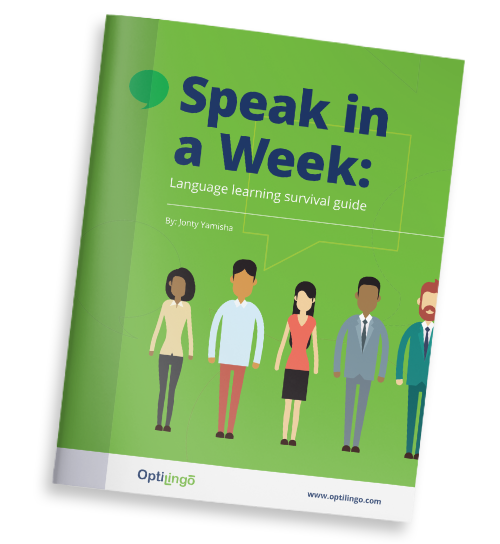 Speak in
a Week:
Language learning survival guide
By: Jonty Yamisha
Optilingo
www.optilingo.com